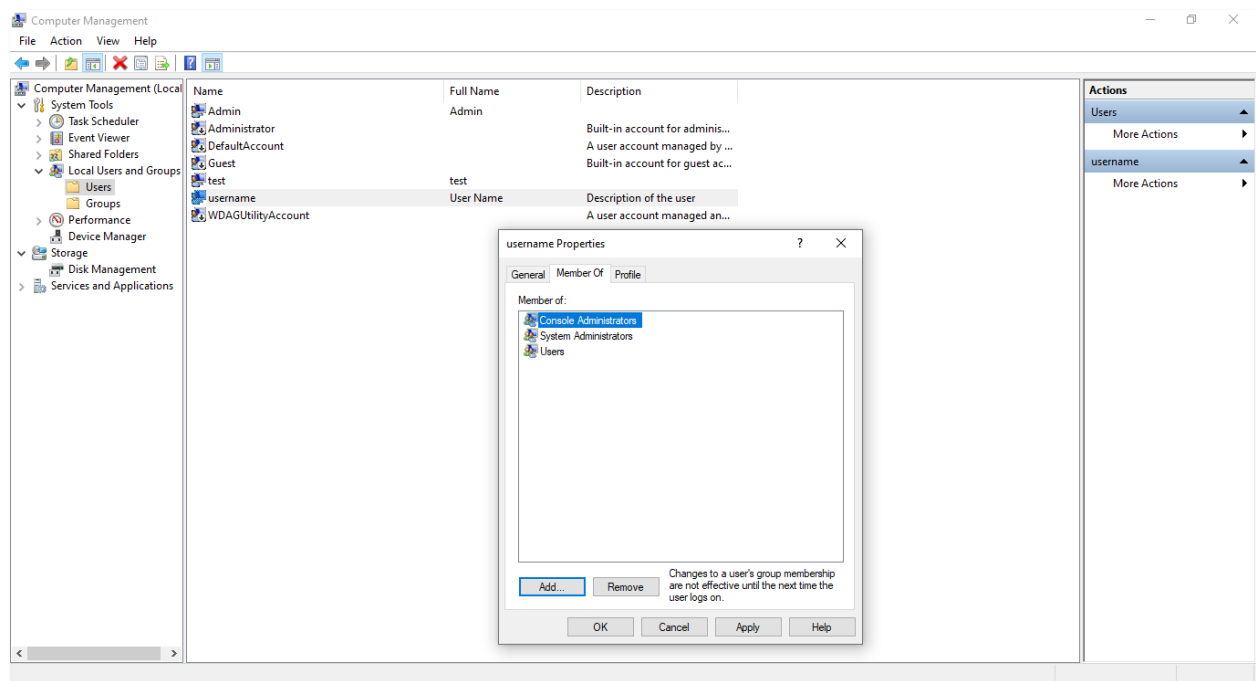 Computer Management
File Action View Help
Computer Management (Local
System Tools
Task Scheduler
Event Viewer
Shared Folders
Local Users and Groups
Users
Groups
Performance
Device Manager
Storage
Disk Management
Services and Applications
Name Full Name Description
Admin Admin
Administrator Built-in account for adminis...
DefaultAccount A user account managed by ...
Guest Built-in account for guest ac...
test test
username User Name Description of the user
WDAGUtilityAccount A user account managed an...
username Properties
General Member Of Profile
Member of:
Console Administrators
System Administrators
Users
Add... Remove
Changes to a user's group membership
are not effective until the next time the
user logs on.
OK Cancel Apply Help
Actions
Users
More Actions
username
More Actions